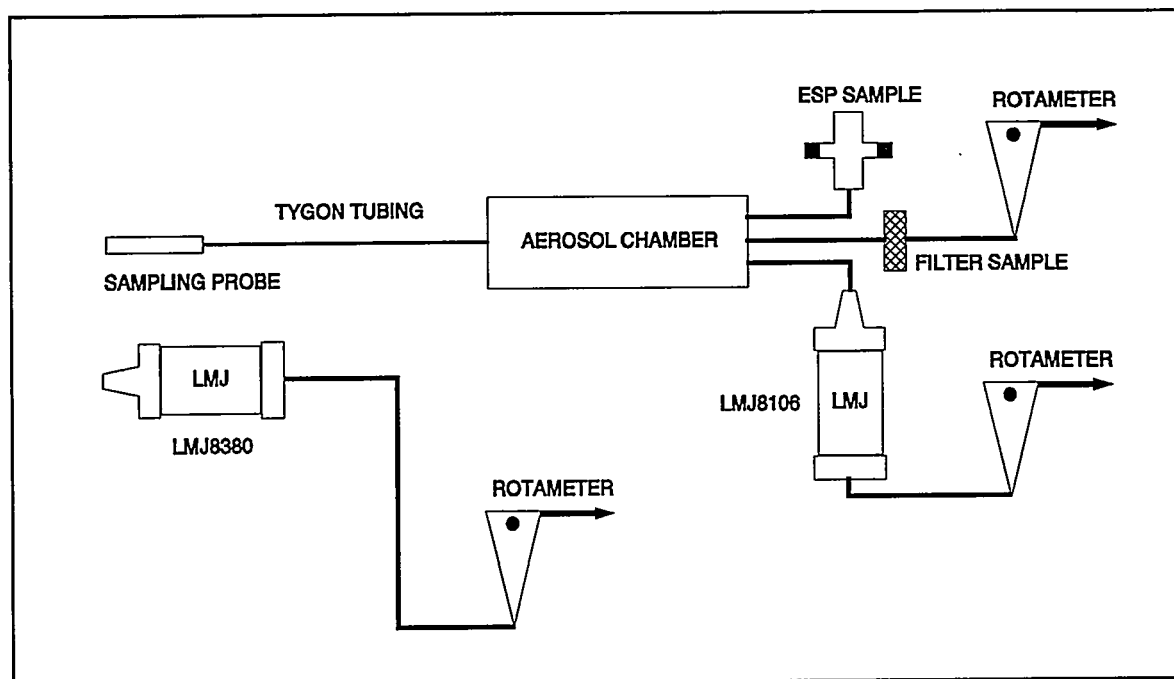 ESP SAMPLE
ROTAMETER
TYGON TUBING
AEROSOL CHAMBER
SAMPLING PROBE
FILTER SAMPLE
LMJ
LMJ8380
ROTAMETER
LMJ8106
LMJ
ROTAMETER